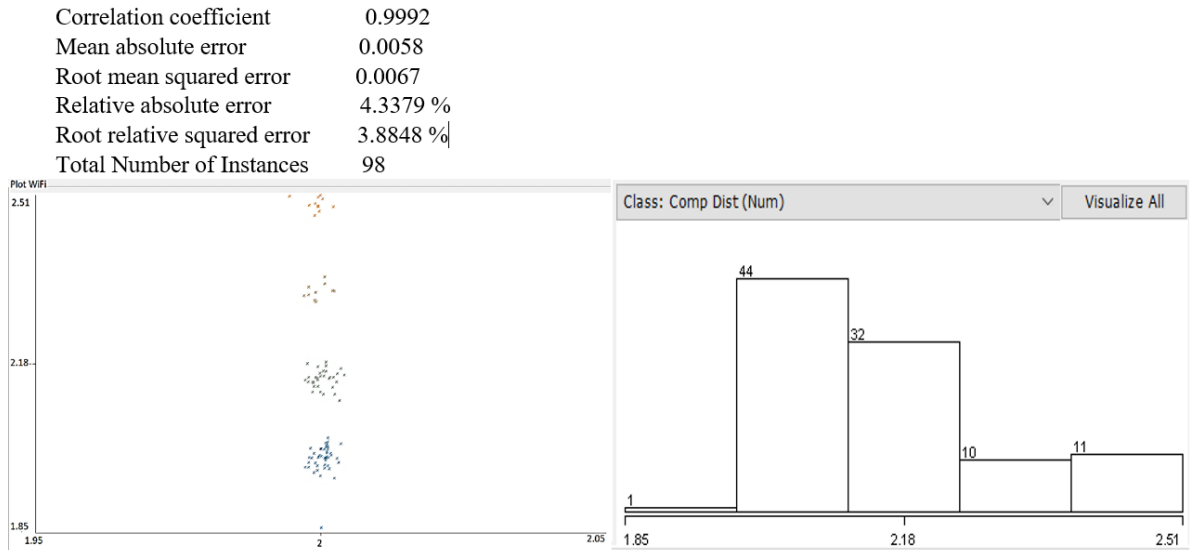 Correlation coefficient 0.9992
Mean absolute error 0.0058
Root mean squared error 0.0067
Relative absolute error 4.3379 %
Root relative squared error 3.8848 %
Total Number of Instances 98
Plot WiFi
2.51
2.18
1.85
1.95
2
2.05
Class: Comp Dist (Num)
Visualize All
44
32
10
11
1
1.85
2.18
2.51